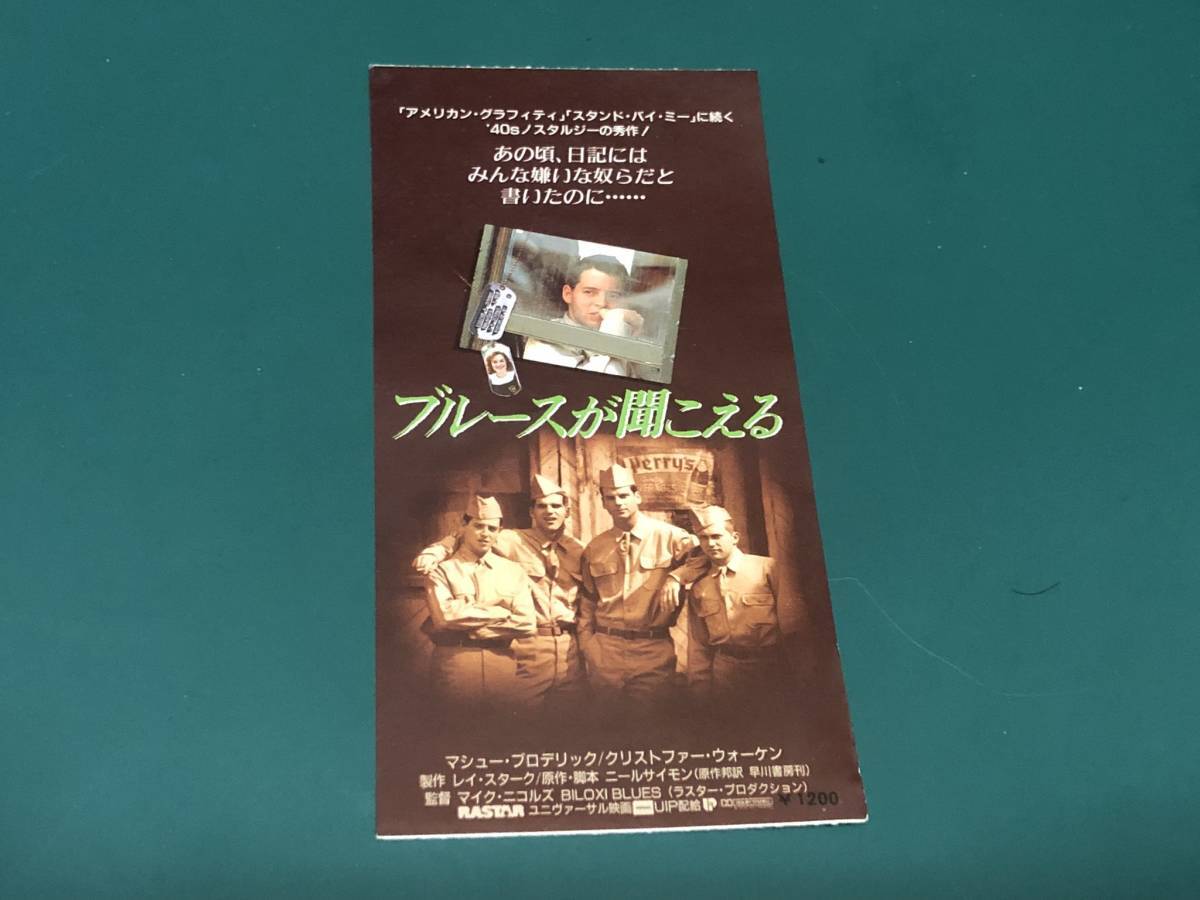 「アメリカン・グラフィティ」「スタンド・バイ・ミー」に続く
'40sノスタルジーの秀作!
あの頃、日記には
みんな嫌いな奴らだと
書いたのに……
ブルースが聞こえる
Perry's
マシュー・ブロデリック/クリストファー・ウォーケン
製作 レイ・スターク/原作・脚本 ニールサイモン(原作邦訳 早川書房刊)
監督 マイク・ニコルズ BILOXI BLUES (ラスター・プロダクション)
RASTAR ユニヴァーサル映画 UIP配給 ¥1200